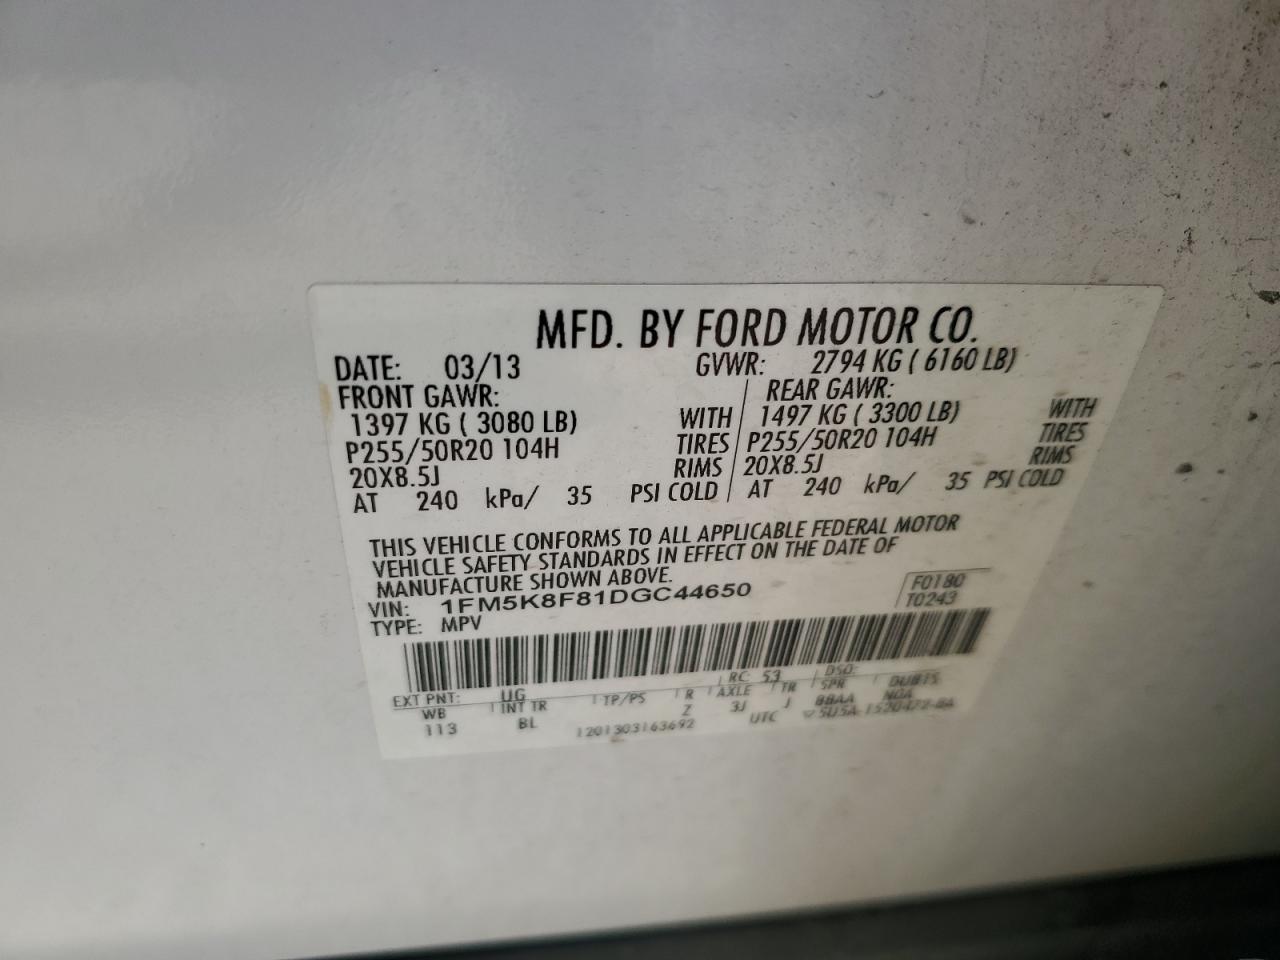 MFD. BY FORD MOTOR CO.
DATE: 03/13 GVWR: 2794 KG ( 6160 LB)
FRONT GAWR: REAR GAWR:
1397 KG ( 3080 LB) WITH 1497 KG ( 3300 LB) WITH
P255/50R20 104H TIRES P255/50R20 104H TIRES
20X8.5J RIMS 20X8.5J RIMS
AT 240 kPa/ 35 PSI COLD AT 240 kPa/ 35 PSI COLD
THIS VEHICLE CONFORMS TO ALL APPLICABLE FEDERAL MOTOR
VEHICLE SAFETY STANDARDS IN EFFECT ON THE DATE OF
MANUFACTURE SHOWN ABOVE.
VIN: 1FM5K8F81DGC44650 F0180
TYPE: MPV T0243
EXT PNT: UG RC: 53 DSO:
WB INT TR TP/PS R AXLE TR SPR
113 BL Z 3J J 88AA
1201303163692 UTC